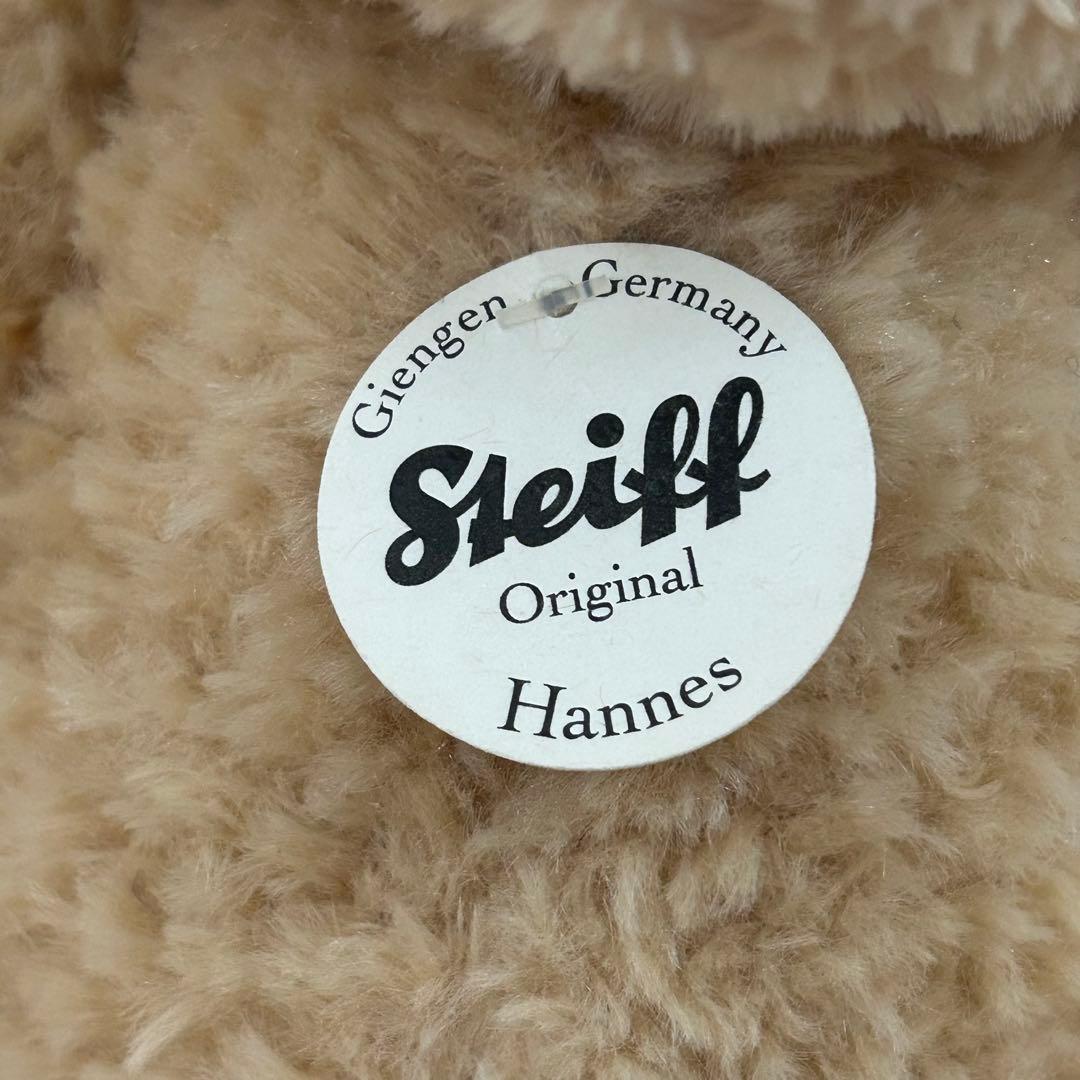 Giengen Germany
Steiff
Original
Hannes